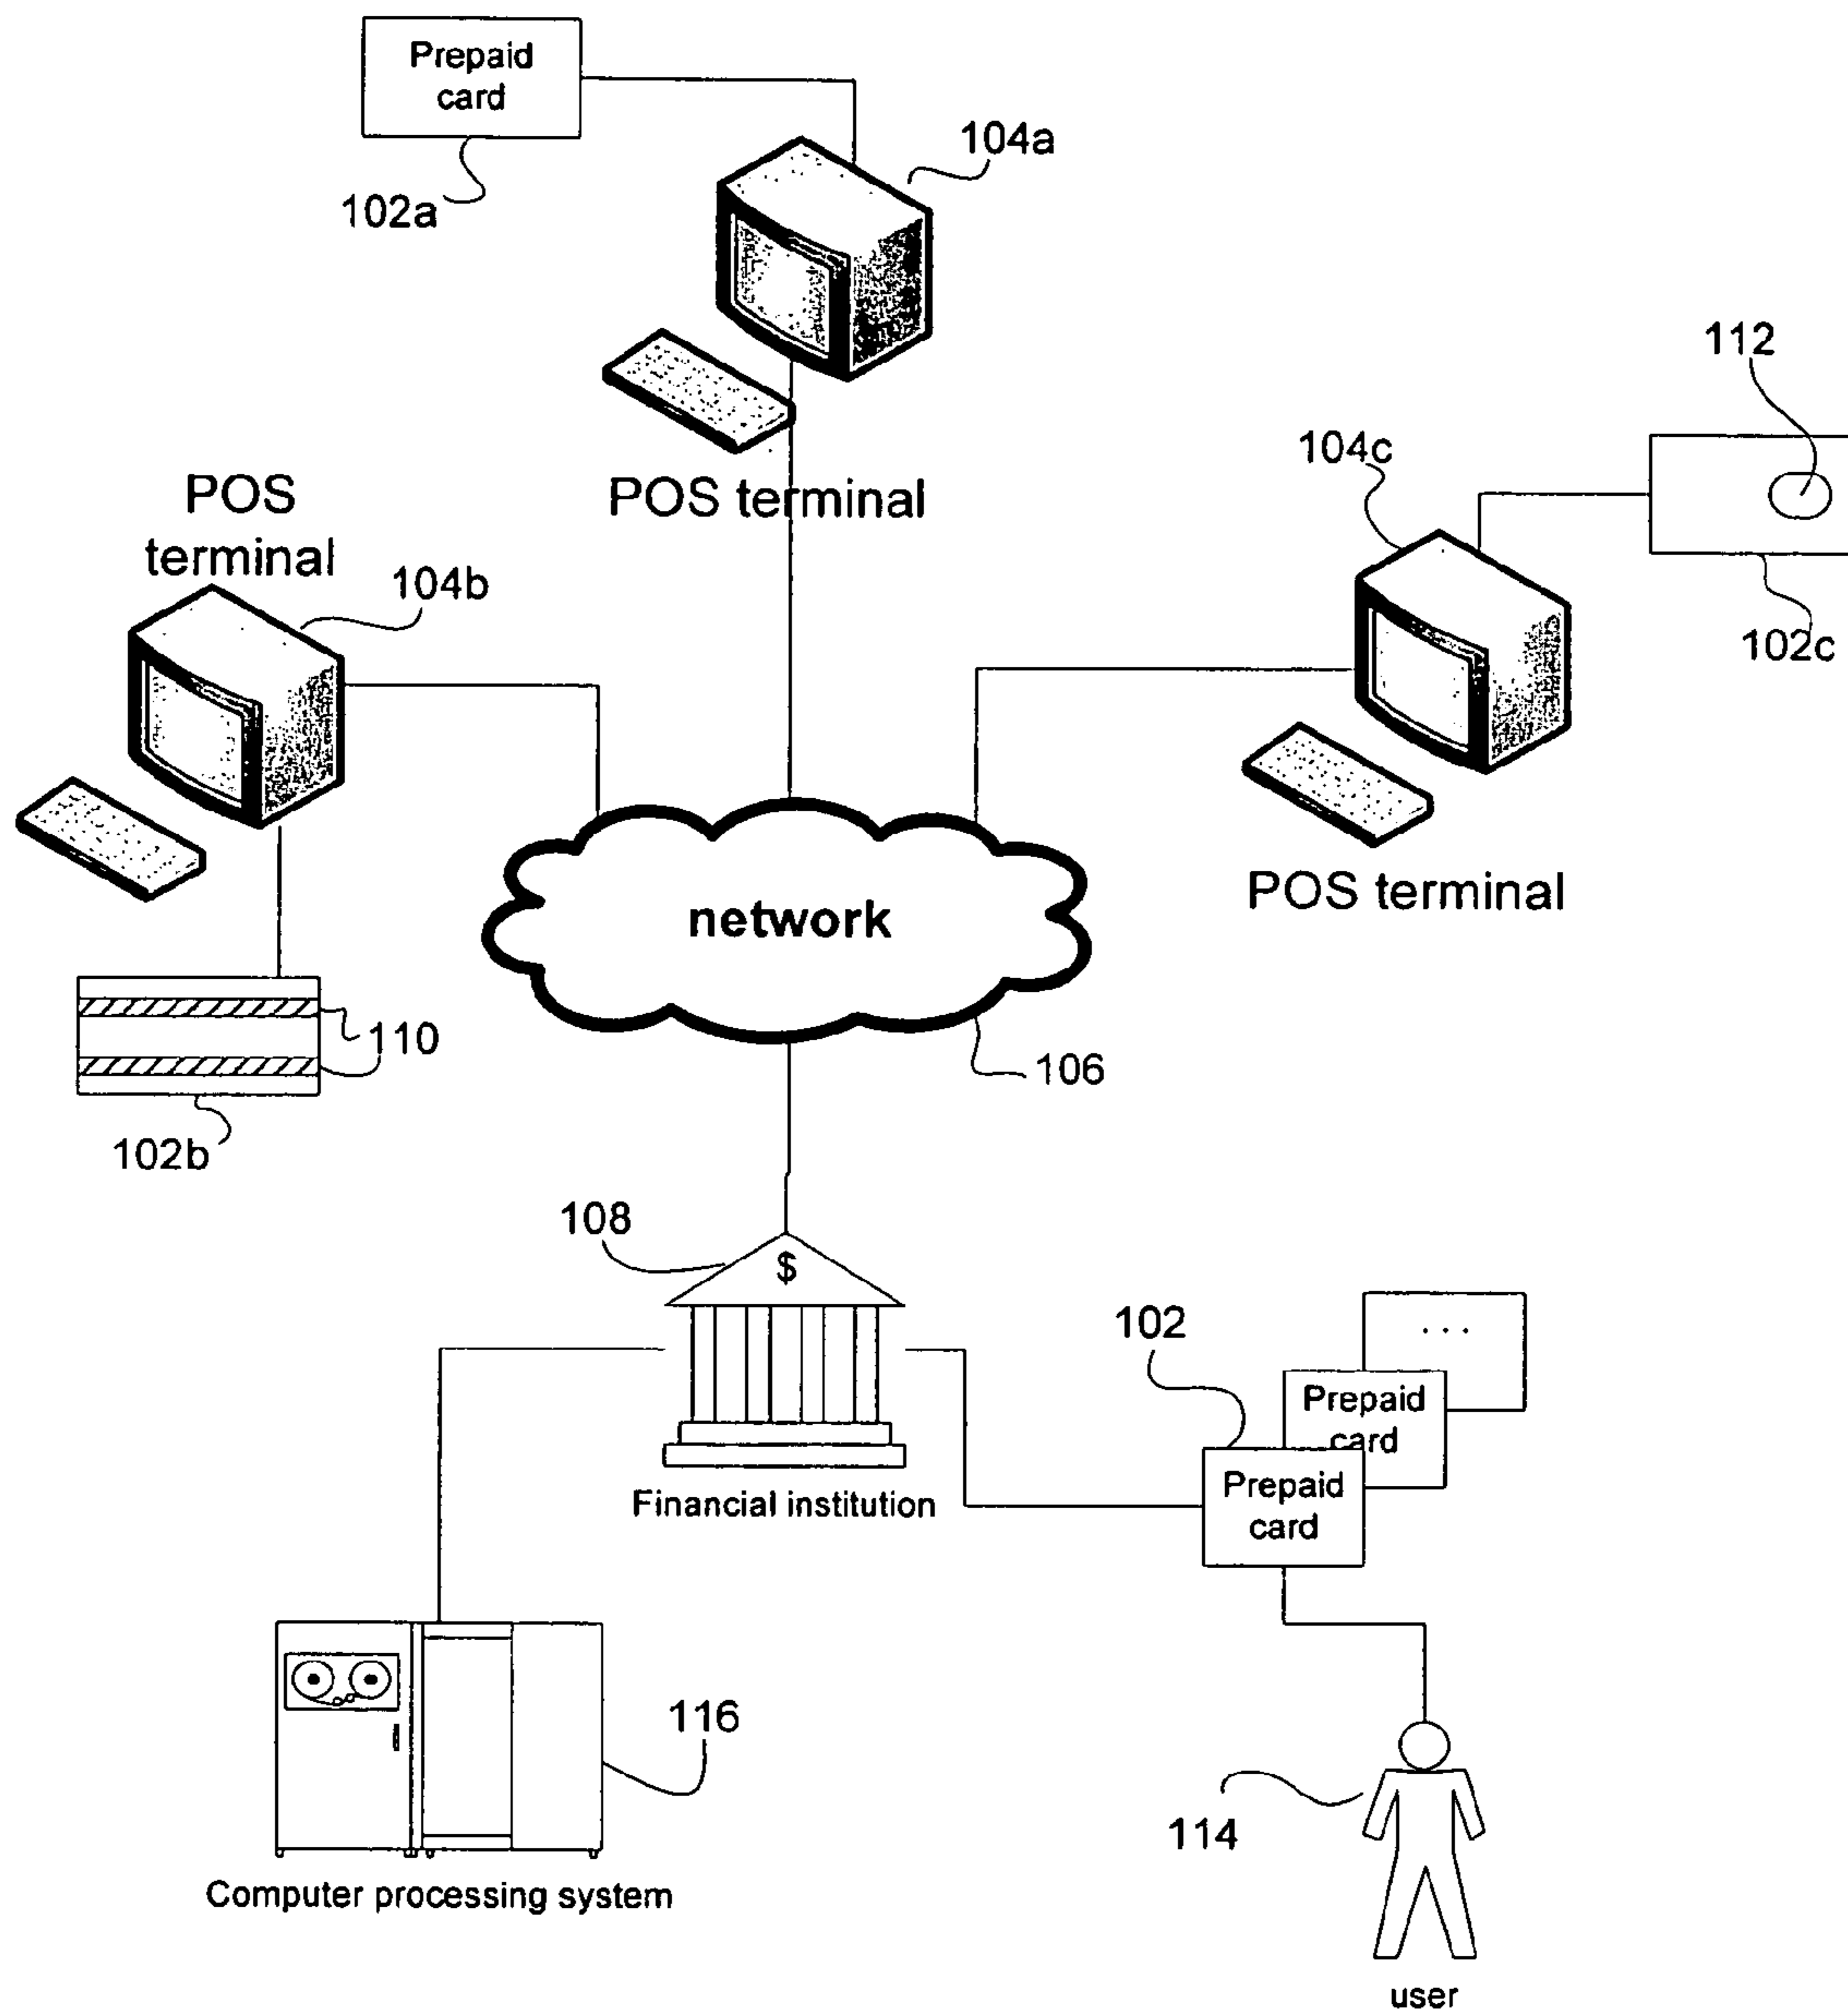 Prepaid
card
102a
104a
112
104c
POS
terminal
POS terminal
104b
102c
POS terminal
network
110
102b
106
108
$
Financial institution
102
...
Prepaid
card
Prepaid
card
116
Computer processing system
114
user